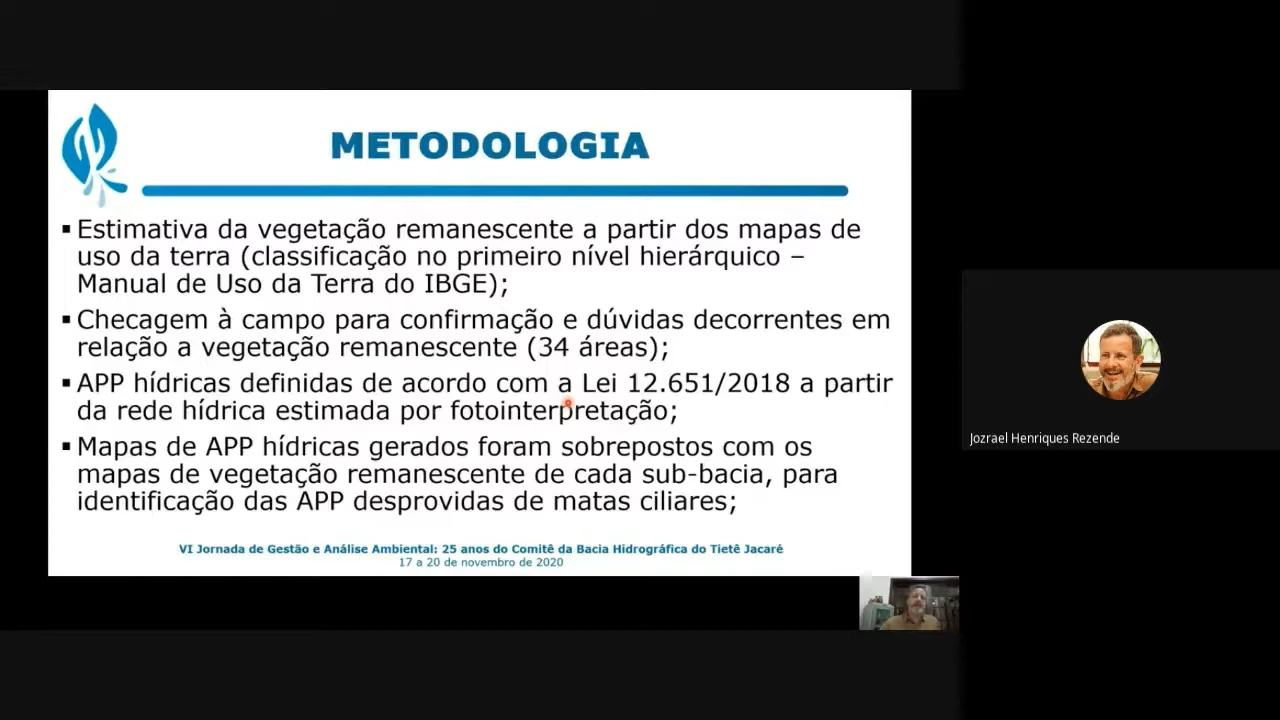 METODOLOGIA
▪ Estimativa da vegetação remanescente a partir dos mapas de
uso da terra (classificação no primeiro nível hierárquico –
Manual de Uso da Terra do IBGE);
▪ Checagem à campo para confirmação e dúvidas decorrentes em
relação a vegetação remanescente (34 áreas);
▪ APP hídricas definidas de acordo com a Lei 12.651/2018 a partir
da rede hídrica estimada por fotointerpretação;
▪ Mapas de APP hídricas gerados foram sobrepostos com os
mapas de vegetação remanescente de cada sub-bacia, para
identificação das APP desprovidas de matas ciliares;
VI Jornada de Gestão e Análise Ambiental: 25 anos do Comitê da Bacia Hidrográfica do Tietê Jacaré
17 a 20 de novembro de 2020
Jozrael Henriques Rezende